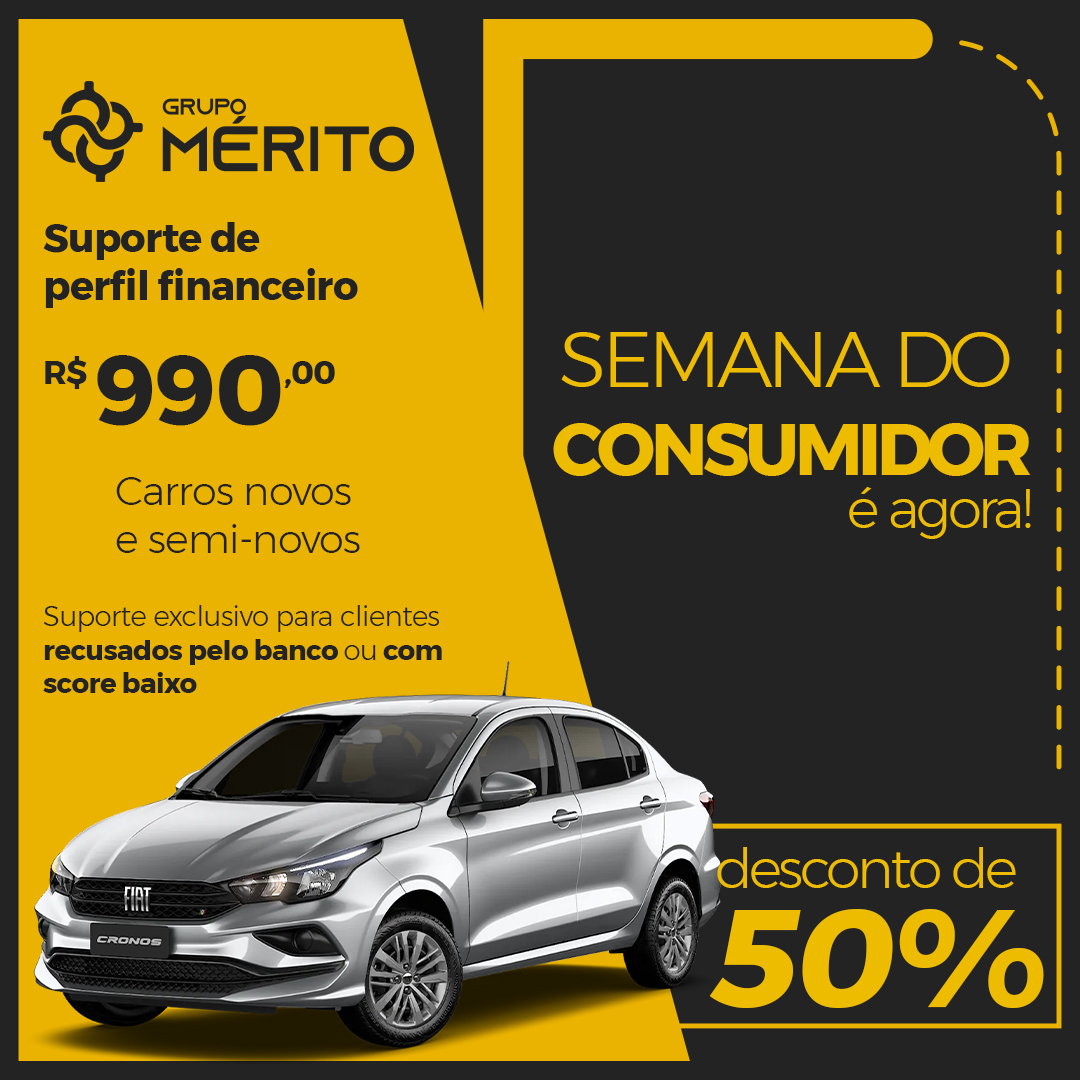 GRUPO
MÉRITO
Suporte de
perfil financeiro
R$ 990,00
Carros novos
e semi-novos
Suporte exclusivo para clientes
recusados pelo banco ou com
score baixo
SEMANA DO
CONSUMIDOR
é agora!
FIAT
CRONOS
desconto de
50%